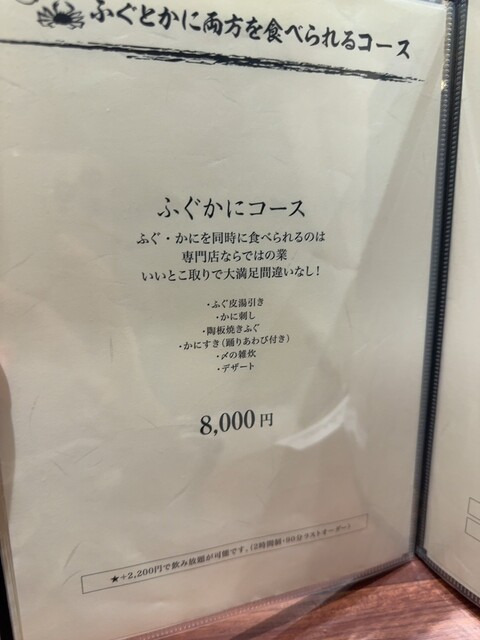 ふぐとかに両方を食べられるコース
ふぐかにコース
ふぐ・かにを同時に食べられるのは
専門店ならではの業
いいとこ取りで大満足間違いなし!
・ふぐ皮湯引き
・かに刺し
・陶板焼きふぐ
・かにすき(踊りあわび付き)
・〆の雑炊
・デザート
8,000円
★+2,200円で飲み放題が可能です。(2時間制・90分ラストオーダー)